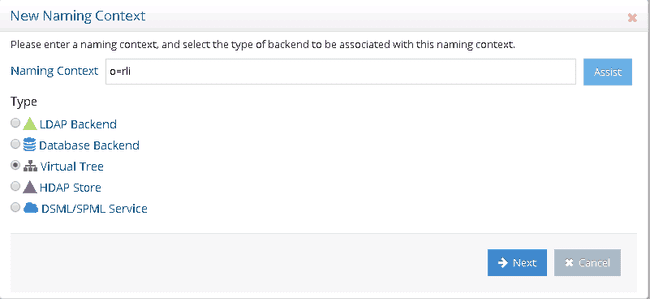 New Naming Context
Please enter a naming context, and select the type of backend to be associated with this naming context.
Naming Context o=rli Assist
Type
LDAP Backend
Database Backend
Virtual Tree
HDAP Store
DSML/SPML Service
Next Cancel